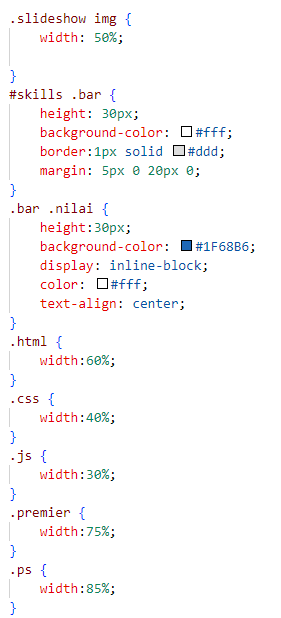 .slideshow img {
width: 50%;
}
#skills .bar {
height: 30px;
background-color: #fff;
border:1px solid #ddd;
margin: 5px 0 20px 0;
}
.bar .nilai {
height:30px;
background-color: #1F68B6;
display: inline-block;
color: #fff;
text-align: center;
}
.html {
width:60%;
}
.css {
width:40%;
}
.js {
width:30%;
}
.premier {
width:75%;
}
.ps {
width:85%;
}